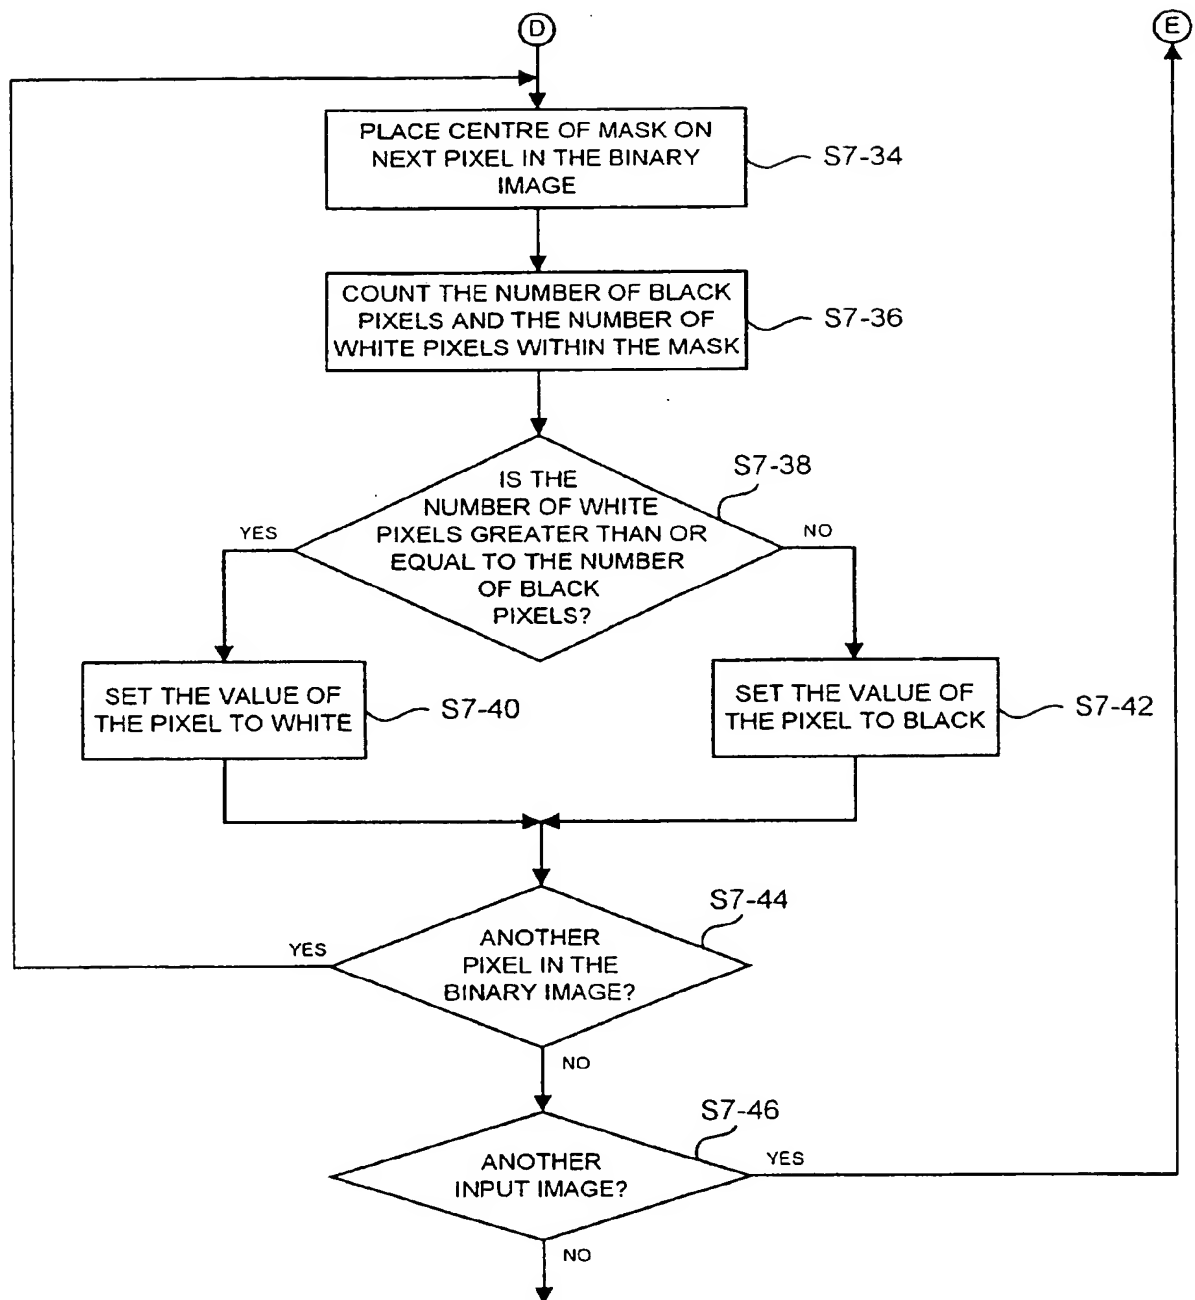 D
E
PLACE CENTRE OF MASK ON
NEXT PIXEL IN THE BINARY
IMAGE
S7-34
COUNT THE NUMBER OF BLACK
PIXELS AND THE NUMBER OF
WHITE PIXELS WITHIN THE MASK
S7-36
IS THE
NUMBER OF WHITE
PIXELS GREATER THAN OR
EQUAL TO THE NUMBER
OF BLACK
PIXELS?
S7-38
YES
NO
SET THE VALUE OF
THE PIXEL TO WHITE
S7-40
SET THE VALUE OF
THE PIXEL TO BLACK
S7-42
ANOTHER
PIXEL IN THE
BINARY IMAGE?
S7-44
YES
NO
ANOTHER
INPUT IMAGE?
S7-46
YES
NO